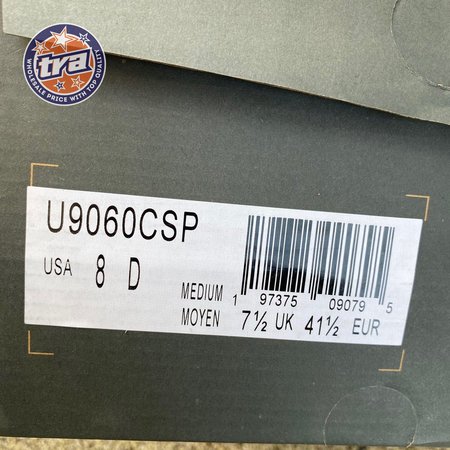 tra
WHOLESALE PRICE WITH TOP QUALITY
U9060CSP
USA 8 D
MEDIUM 1 97375 09079 5
MOYEN 7½ UK 41½ EUR